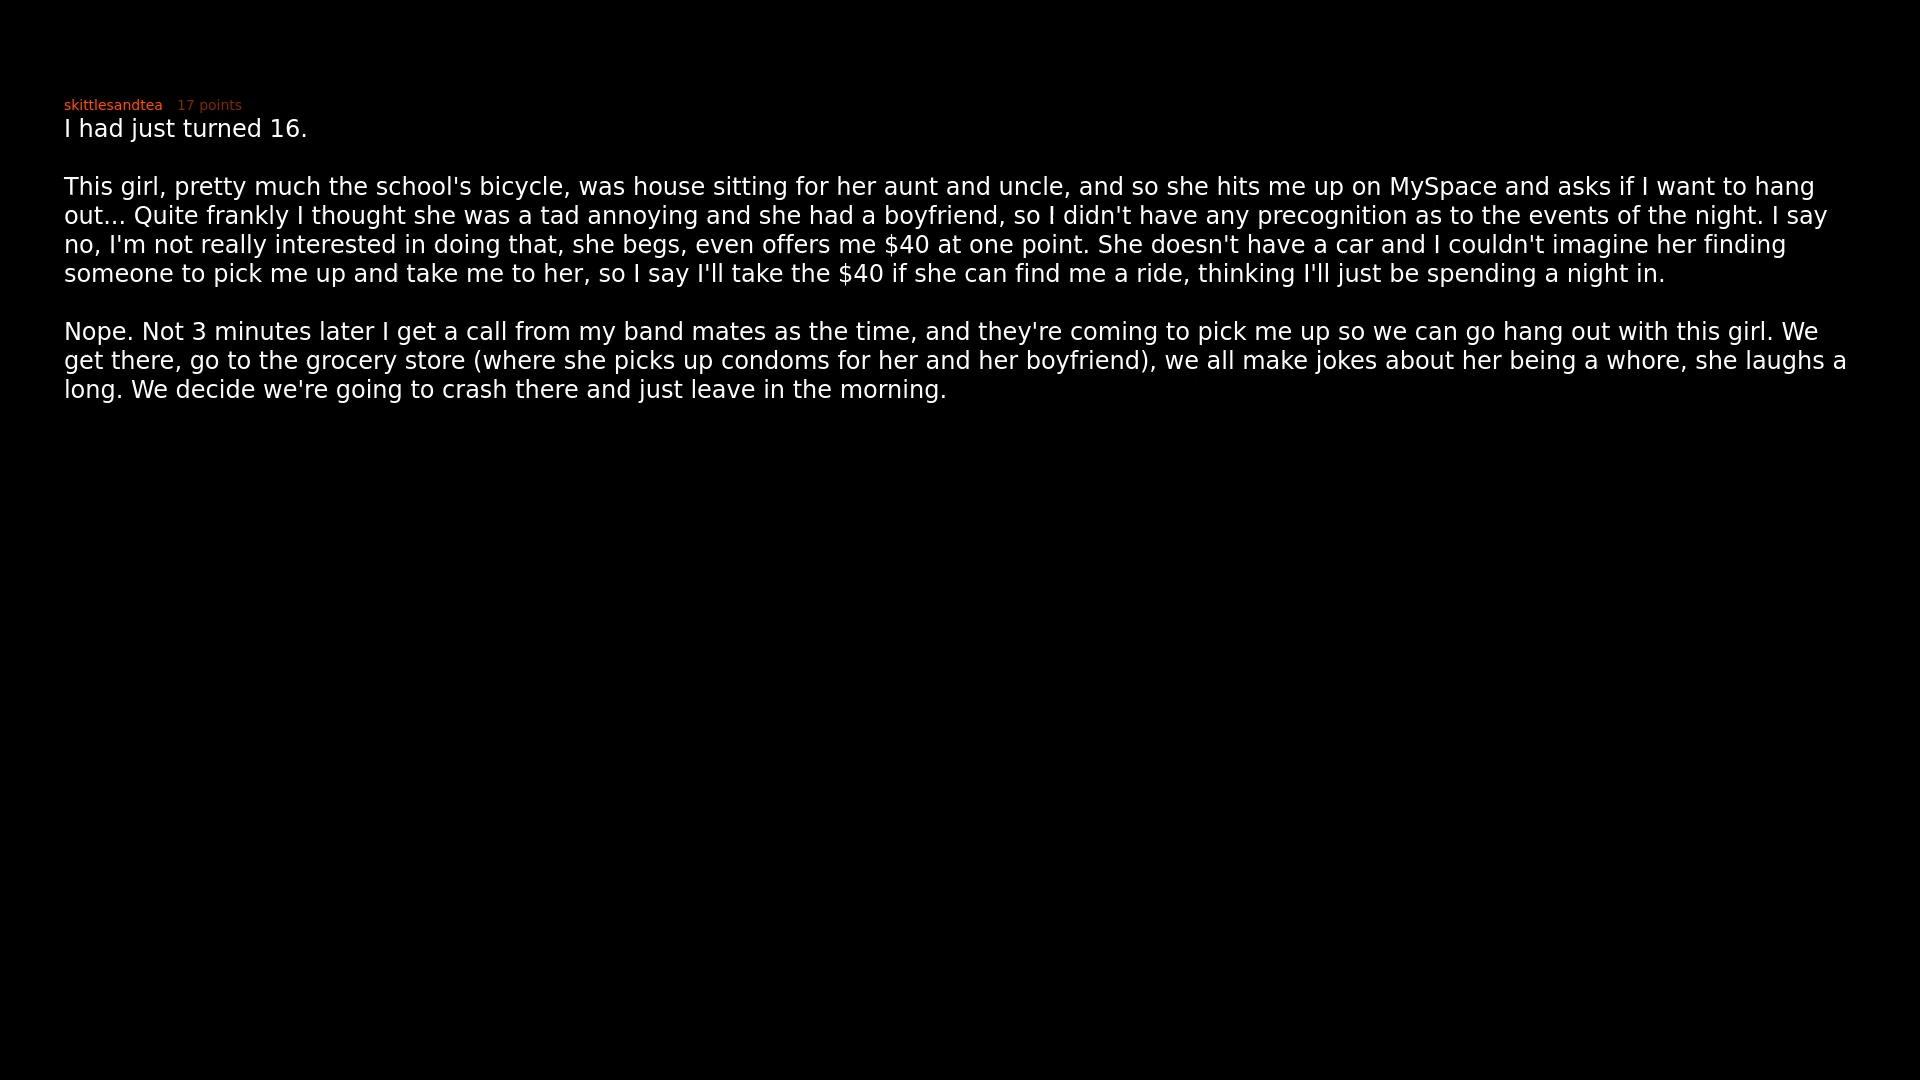 skittlesandtea 17 points
I had just turned 16.
This girl, pretty much the school's bicycle, was house sitting for her aunt and uncle, and so she hits me up on MySpace and asks if I want to hang
out... Quite frankly I thought she was a tad annoying and she had a boyfriend, so I didn't have any precognition as to the events of the night. I say
no, I'm not really interested in doing that, she begs, even offers me $40 at one point. She doesn't have a car and I couldn't imagine her finding
someone to pick me up and take me to her, so I say I'll take the $40 if she can find me a ride, thinking I'll just be spending a night in.
Nope. Not 3 minutes later I get a call from my band mates as the time, and they're coming to pick me up so we can go hang out with this girl. We
get there, go to the grocery store (where she picks up condoms for her and her boyfriend), we all make jokes about her being a whore, she laughs a
long. We decide we're going to crash there and just leave in the morning.